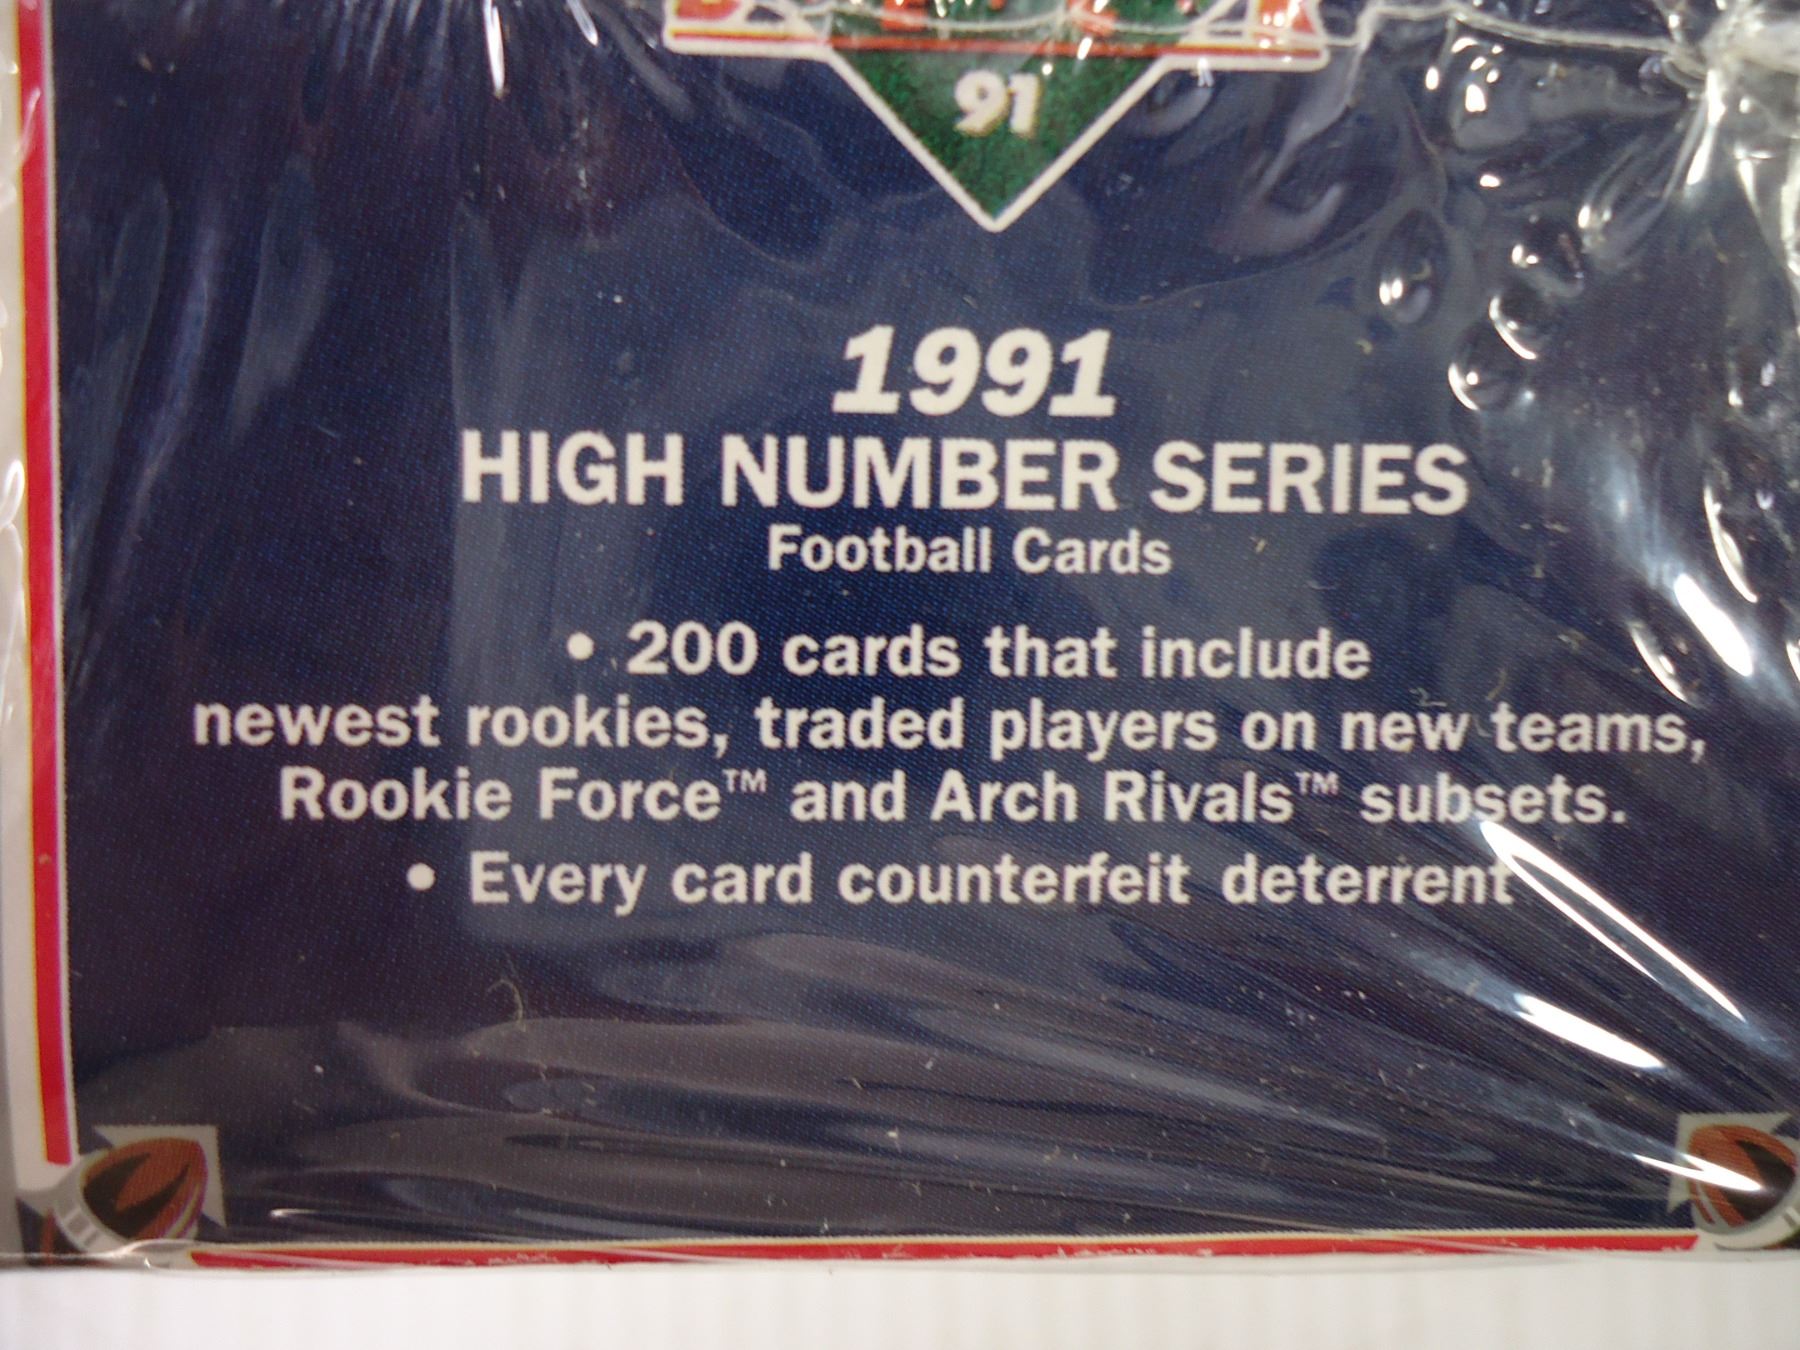 91
1991
HIGH NUMBER SERIES
Football Cards
• 200 cards that include
newest rookies, traded players on new teams,
Rookie Force™ and Arch Rivals™ subsets.
• Every card counterfeit deterrent